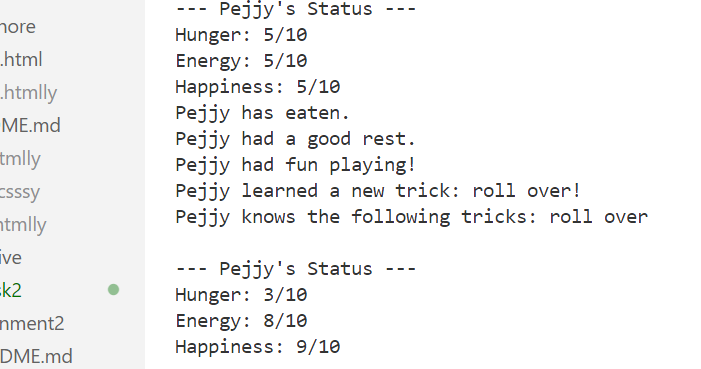 nore
.html
.htmlly
DME.md
tmlly
csssy
ntmlly
ive
sk2
nment2
DME.md
--- Pejjy's Status ---
Hunger: 5/10
Energy: 5/10
Happiness: 5/10
Pejjy has eaten.
Pejjy had a good rest.
Pejjy had fun playing!
Pejjy learned a new trick: roll over!
Pejjy knows the following tricks: roll over
--- Pejjy's Status ---
Hunger: 3/10
Energy: 8/10
Happiness: 9/10